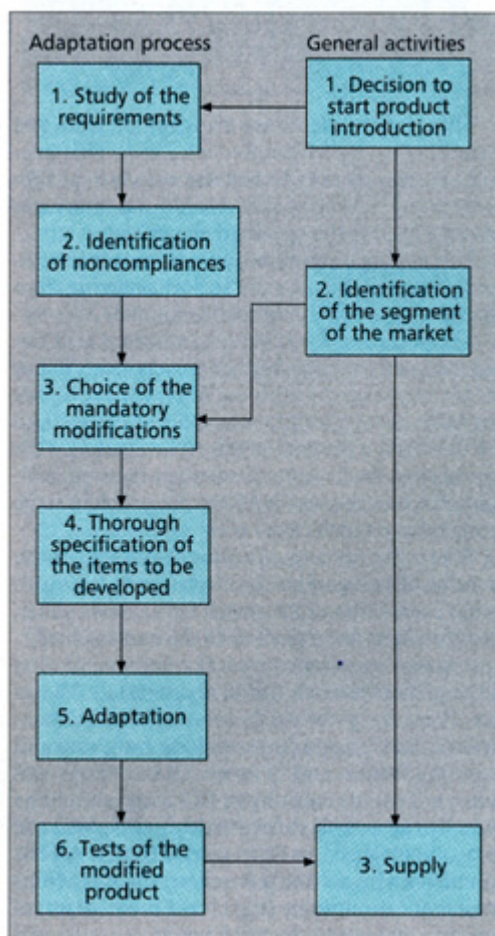 Adaptation process
General activities
1. Study of the
requirements
1. Decision to
start product
introduction
2. Identification
of noncompliances
2. Identification
of the segment
of the market
3. Choice of the
mandatory
modifications
4. Thorough
specification of
the items to be
developed
5. Adaptation
6. Tests of the
modified
product
3. Supply